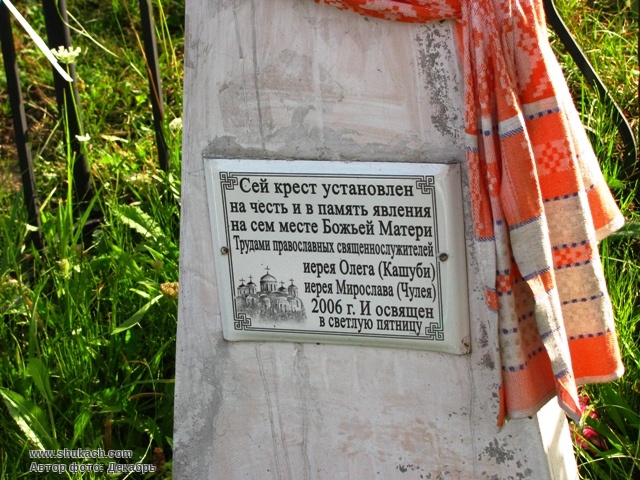 Сей крест установлен
на честь и в память явления
на сем месте Божьей Матери
Трудами православных священнослужителей
иерея Олега (Кашуби)
иерея Мирослава (Чулея)
2006 г. И освящен
в светлую пятницу
www.shukach.com
Автор фото: Декабрь